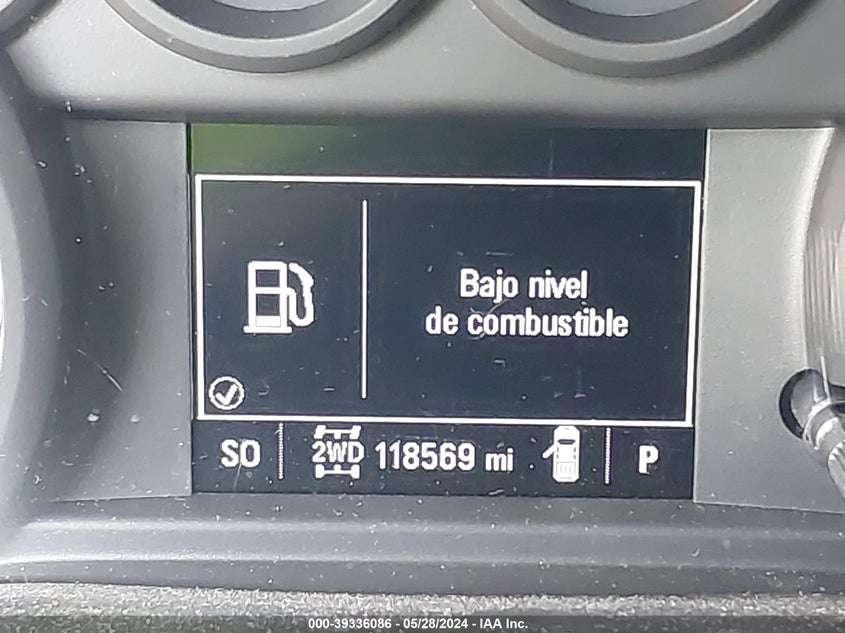 Bajo nivel
de combustible
SO 2WD 118569 mi P
000-39336086 - 05/28/2024 - IAA Inc.